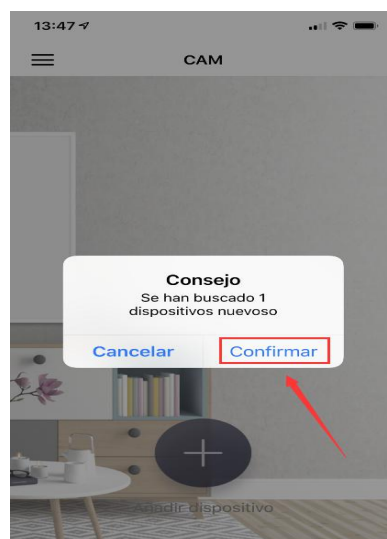 13:47
CAM
Consejo
Se han buscado 1
dispositivos nuevoso
Cancelar
Confirmar
Añadir dispositivo